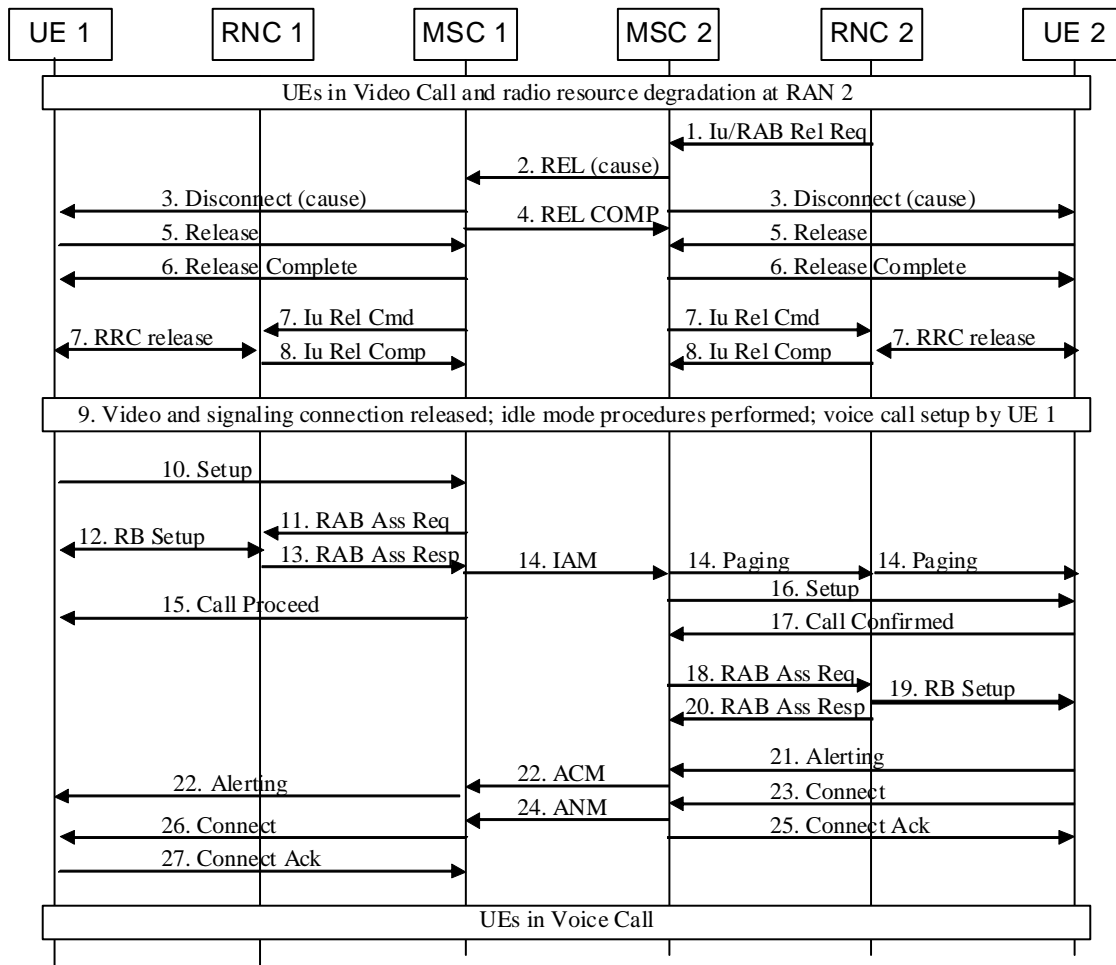 UE 1
RNC 1
MSC 1
MSC 2
RNC 2
UE 2
UEs in Video Call and radio resource degradation at RAN 2
1. Iu/RAB Rel Req
2. REL (cause)
3. Disconnect (cause)
3. Disconnect (cause)
4. REL COMP
5. Release
5. Release
6. Release Complete
6. Release Complete
7. Iu Rel Cmd
7. Iu Rel Cmd
7. RRC release
7. RRC release
8. Iu Rel Comp
8. Iu Rel Comp
9. Video and signaling connection released; idle mode procedures performed; voice call setup by UE 1
10. Setup
11. RAB Ass Req
12. RB Setup
13. RAB Ass Resp
14. IAM
14. Paging
14. Paging
16. Setup
15. Call Proceed
17. Call Confirmed
18. RAB Ass Req
19. RB Setup
20. RAB Ass Resp
21. Alerting
22. ACM
22. Alerting
23. Connect
24. ANM
26. Connect
25. Connect Ack
27. Connect Ack
UEs in Voice Call